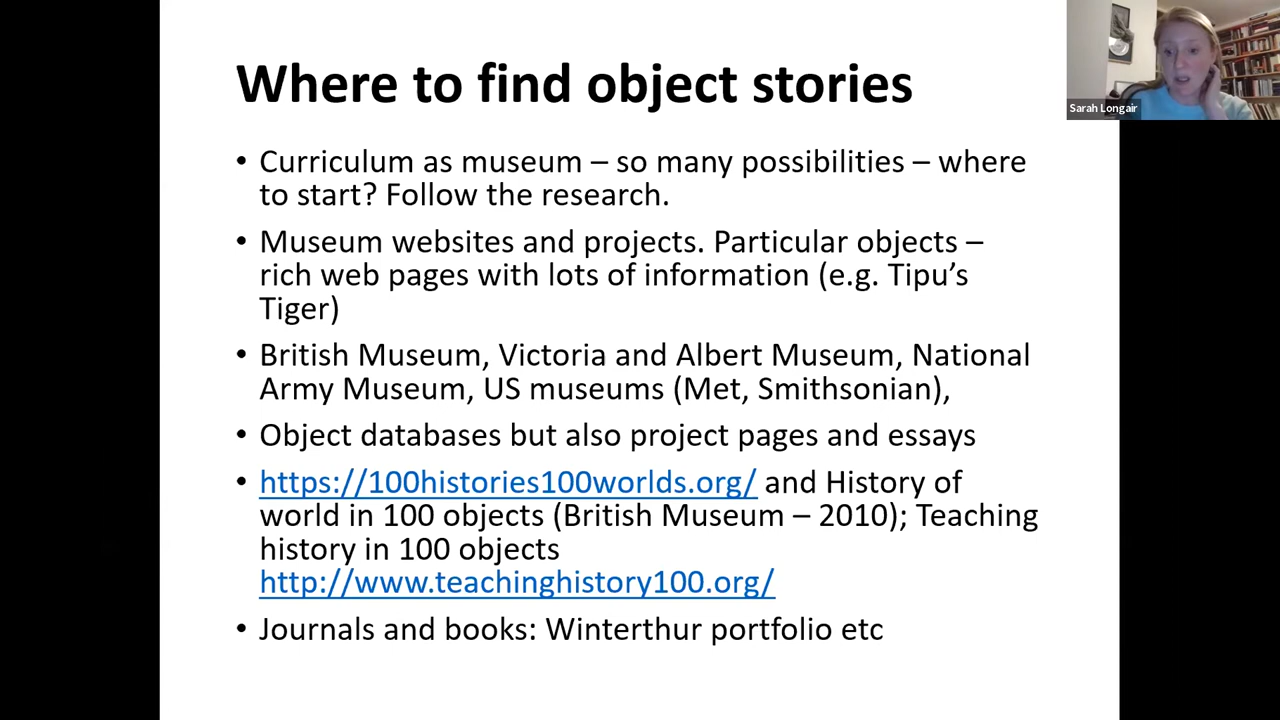 Where to find object stories
Sarah Longair
• Curriculum as museum – so many possibilities – where
to start? Follow the research.
• Museum websites and projects. Particular objects –
rich web pages with lots of information (e.g. Tipu’s
Tiger)
• British Museum, Victoria and Albert Museum, National
Army Museum, US museums (Met, Smithsonian),
• Object databases but also project pages and essays
• https://100histories100worlds.org/ and History of
world in 100 objects (British Museum – 2010); Teaching
history in 100 objects
http://www.teachinghistory100.org/
• Journals and books: Winterthur portfolio etc